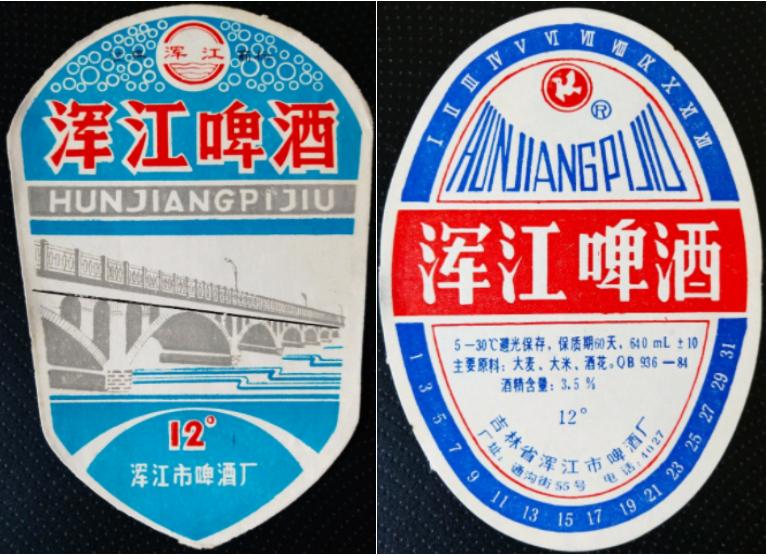 浑江
浑江啤酒
HUNJIANGPIJIU
12°
浑江市啤酒厂
I II III IV V VI VII VIII IX X XI XII
®
HUNJIANGPIJIU
浑江啤酒
5—30℃避光保存，保质期60天，640 mL ±10
主要原料：大麦、大米、酒花。QB 936—84
酒精含量：3.5 %
12°
吉林省浑江市啤酒厂
厂址：通沟街55号 电话：4027
1 3 5 7 9 11 13 15 17 19 21 23 25 27 29 31